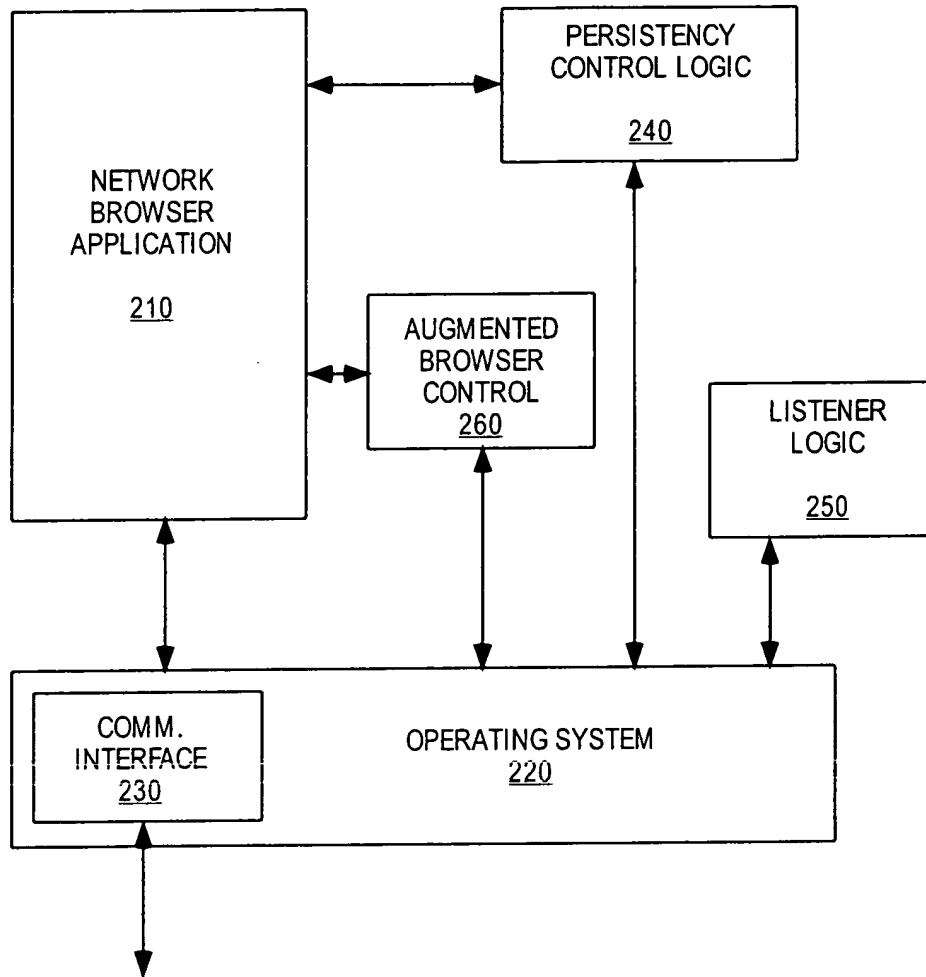 PERSISTENCY
CONTROL LOGIC
240
NETWORK
BROWSER
APPLICATION
210
AUGMENTED
BROWSER
CONTROL
260
LISTENER
LOGIC
250
COMM.
INTERFACE
230
OPERATING SYSTEM
220